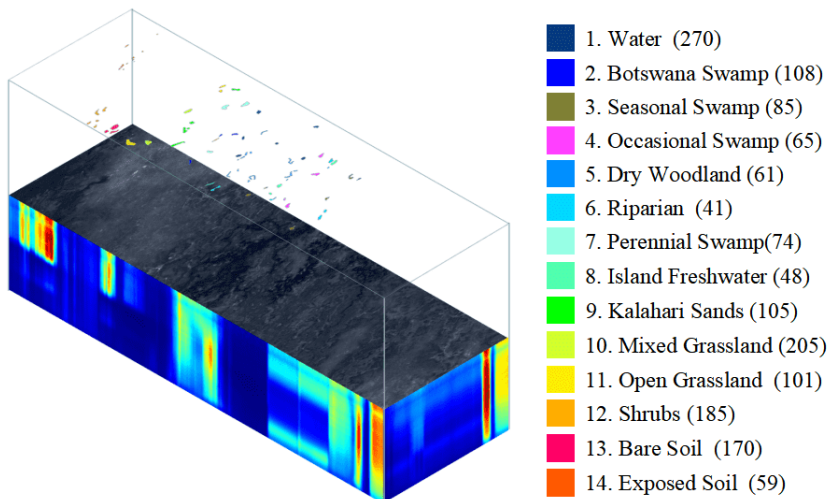 1. Water (270)
2. Botswana Swamp (108)
3. Seasonal Swamp (85)
4. Occasional Swamp (65)
5. Dry Woodland (61)
6. Riparian (41)
7. Perennial Swamp(74)
8. Island Freshwater (48)
9. Kalahari Sands (105)
10. Mixed Grassland (205)
11. Open Grassland (101)
12. Shrubs (185)
13. Bare Soil (170)
14. Exposed Soil (59)